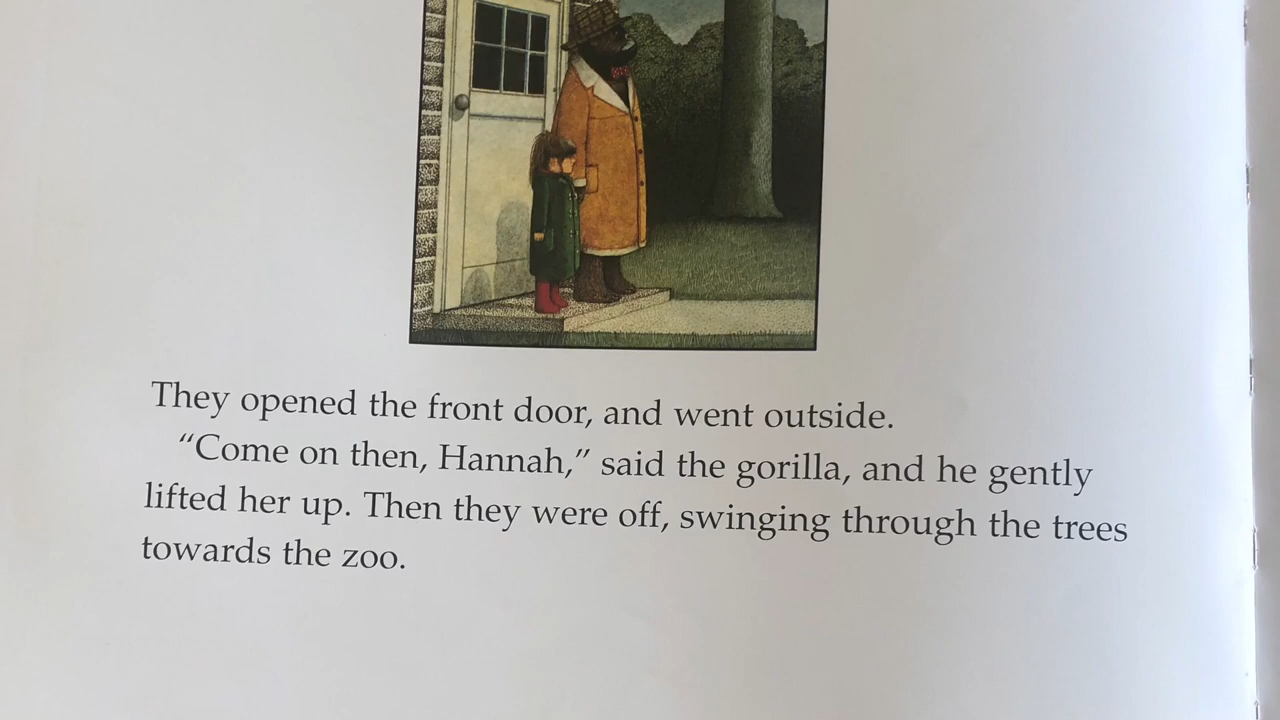 They opened the front door, and went outside.
“Come on then, Hannah,” said the gorilla, and he gently
lifted her up. Then they were off, swinging through the trees
towards the zoo.